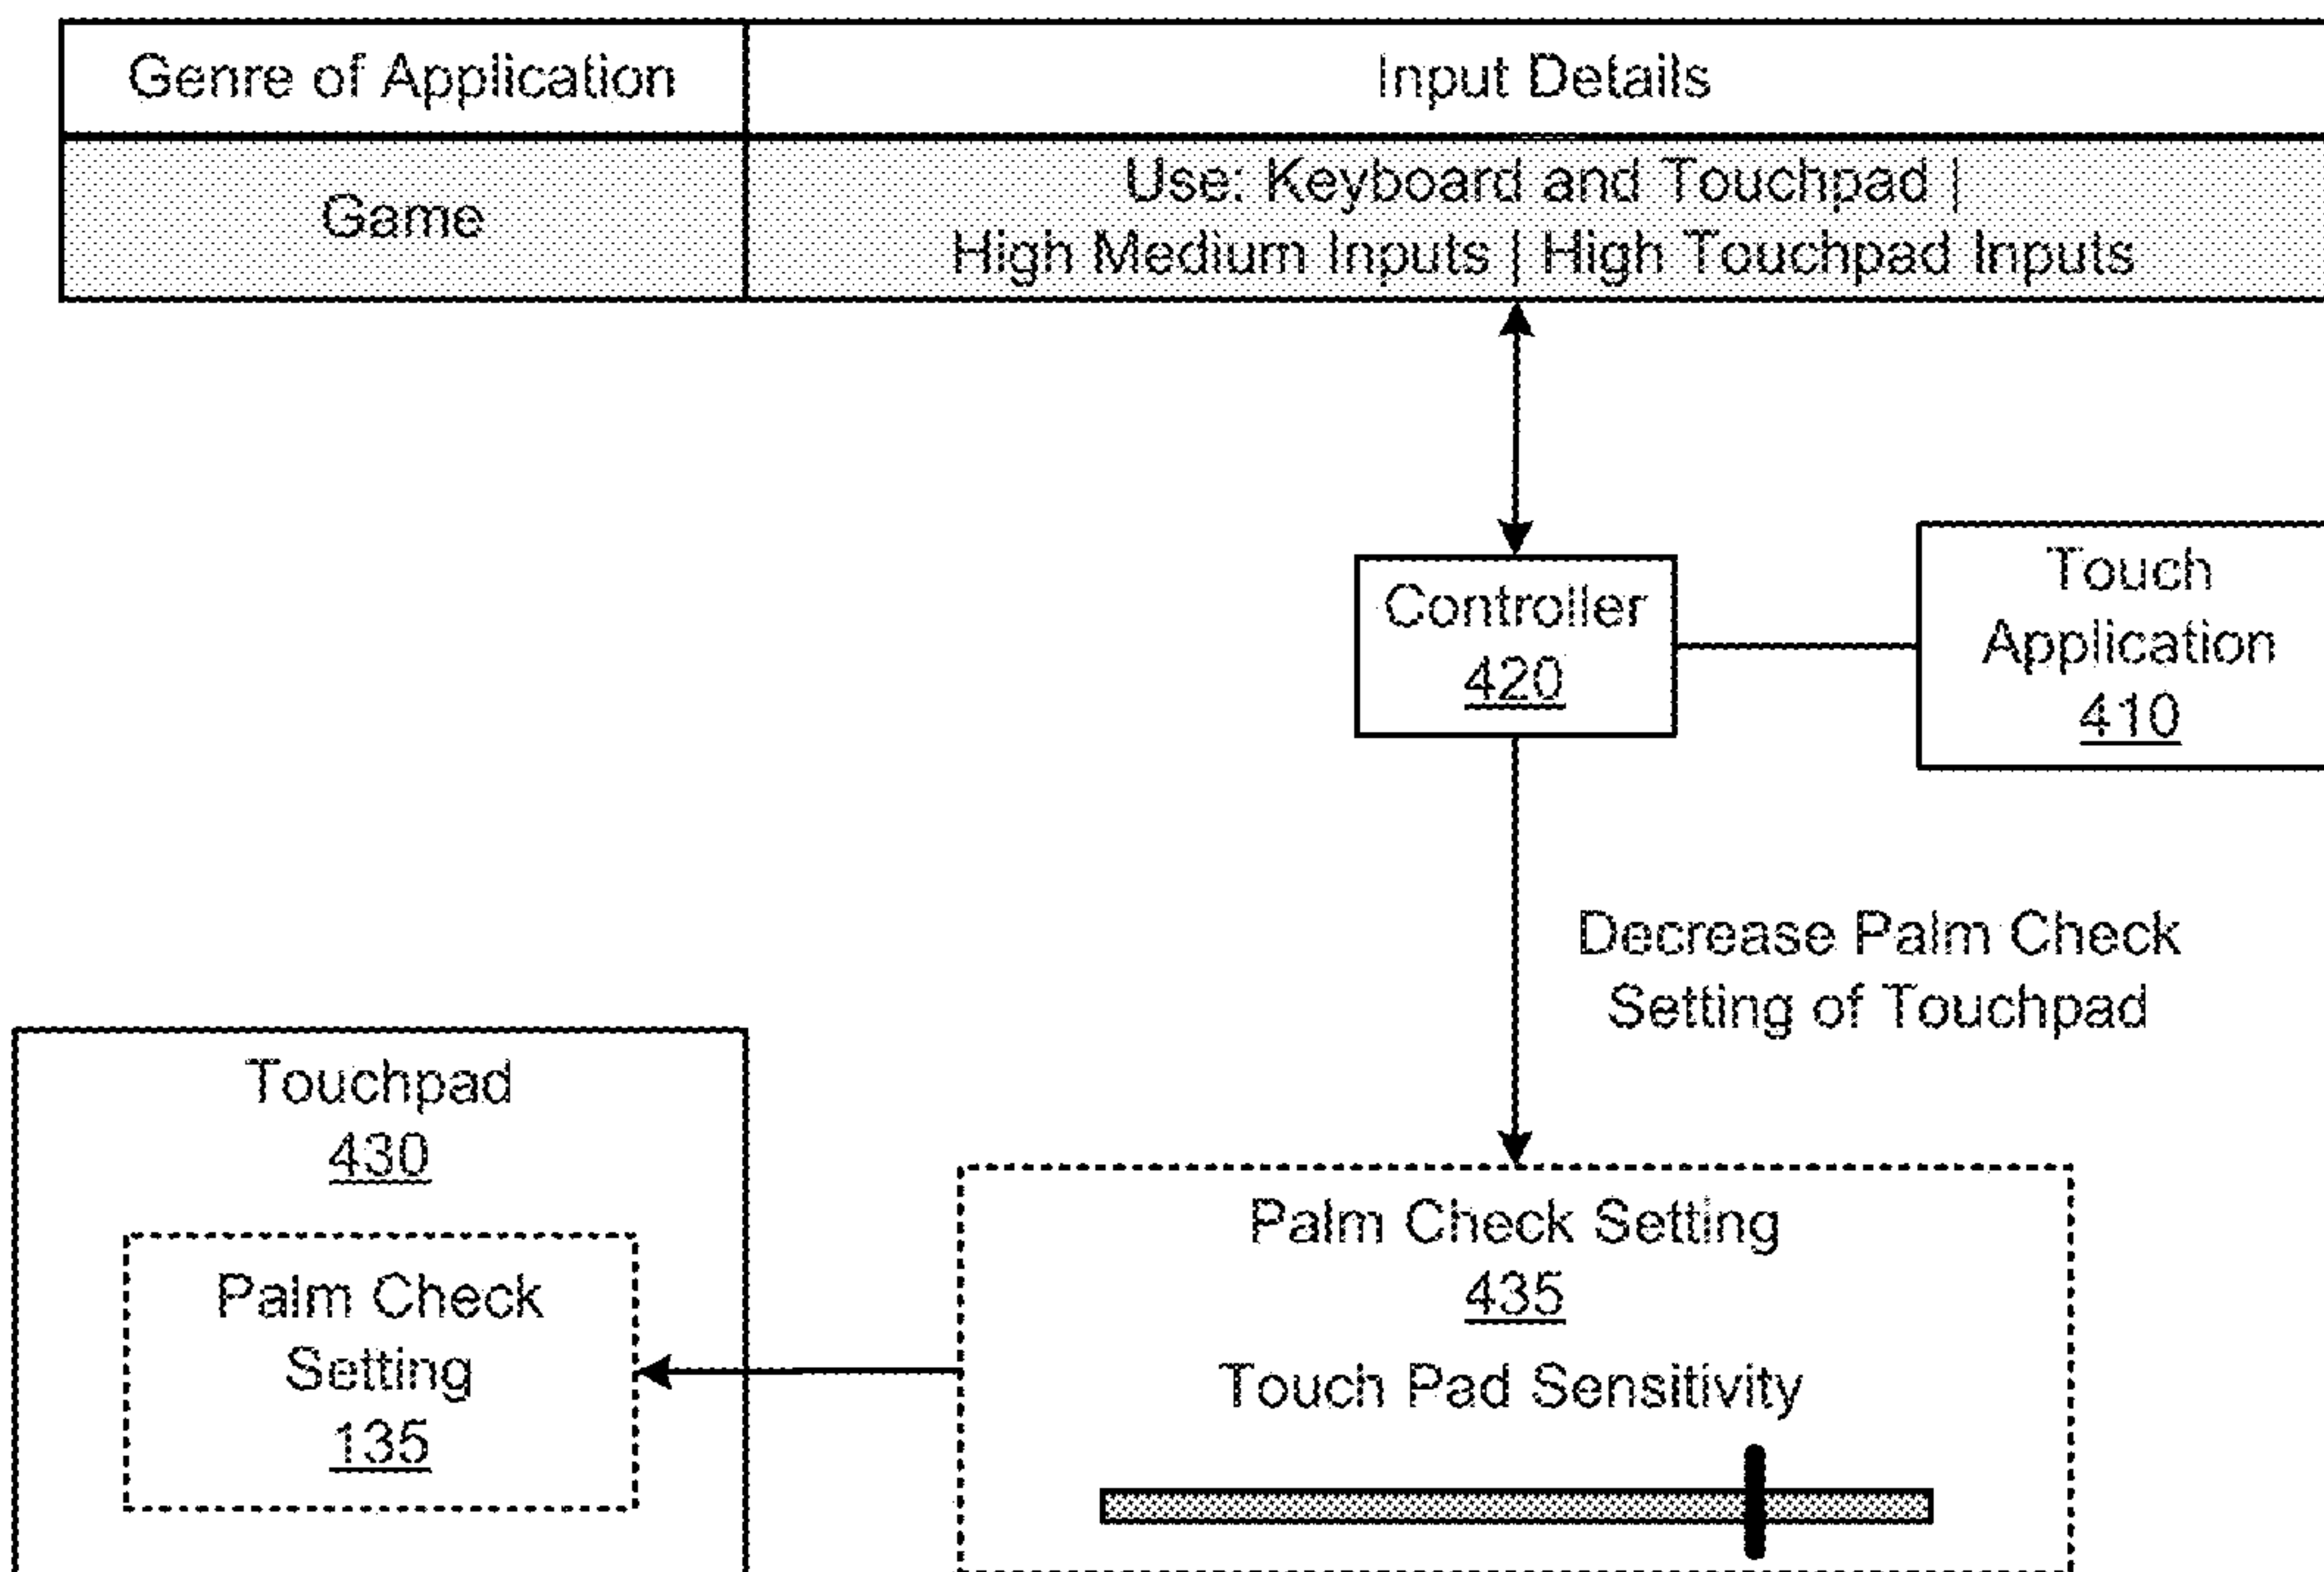 Genre of Application
Input Details
Game
Use: Keyboard and Touchpad |
High Medium Inputs | High Touchpad Inputs
Controller
420
Touch
Application
410
Decrease Palm Check
Setting of Touchpad
Touchpad
430
Palm Check
Setting
135
Palm Check Setting
435
Touch Pad Sensitivity